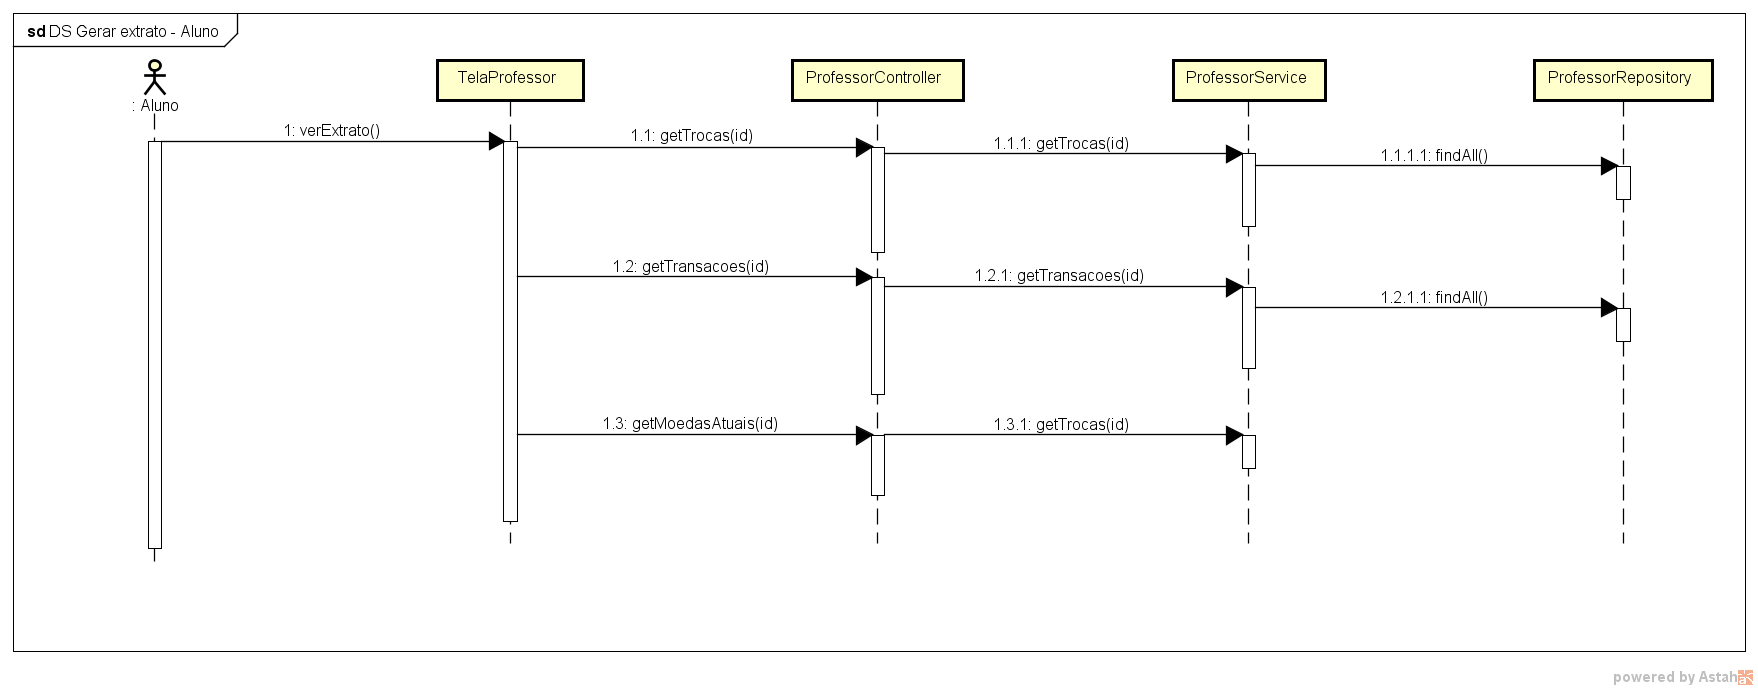 sd DS Gerar extrato - Aluno
: Aluno
TelaProfessor
ProfessorController
ProfessorService
ProfessorRepository
1: verExtrato()
1.1: getTrocas(id)
1.1.1: getTrocas(id)
1.1.1.1: findAll()
1.2: getTransacoes(id)
1.2.1: getTransacoes(id)
1.2.1.1: findAll()
1.3: getMoedasAtuais(id)
1.3.1: getTrocas(id)
powered by Astah